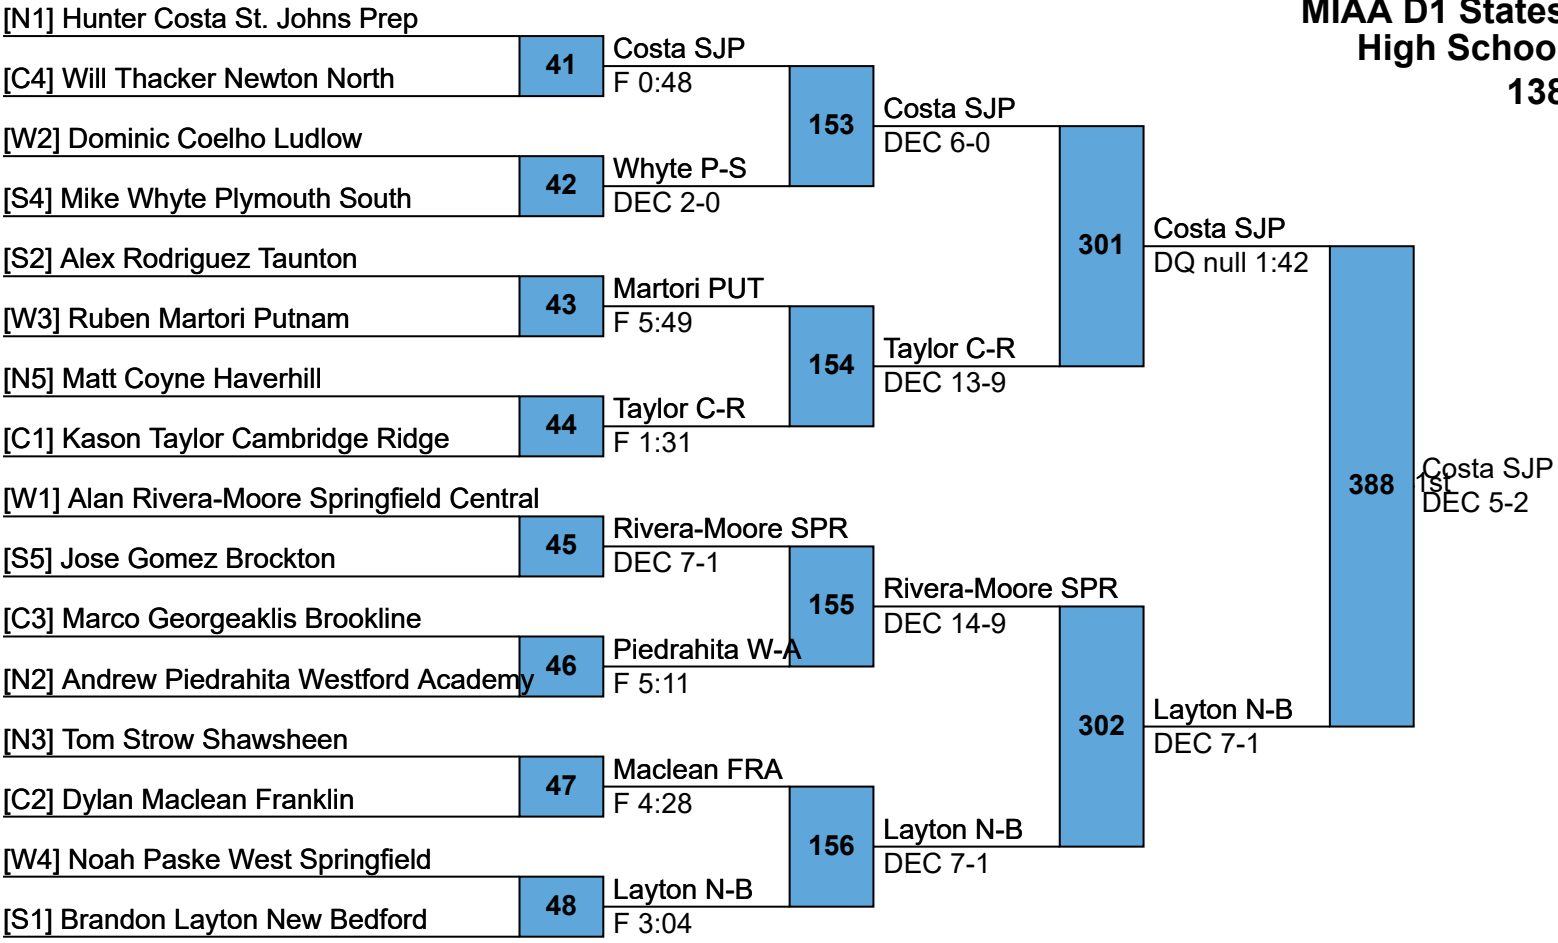 [N1] Hunter Costa St. Johns Prep
MIAA D1 States
High School
138
41
Costa SJP
F 0:48
[C4] Will Thacker Newton North
153
Costa SJP
DEC 6-0
[W2] Dominic Coelho Ludlow
42
Whyte P-S
DEC 2-0
[S4] Mike Whyte Plymouth South
301
Costa SJP
DQ null 1:42
[S2] Alex Rodriguez Taunton
43
Martori PUT
F 5:49
[W3] Ruben Martori Putnam
154
Taylor C-R
DEC 13-9
[N5] Matt Coyne Haverhill
44
Taylor C-R
F 1:31
[C1] Kason Taylor Cambridge Ridge
388
1st
Costa SJP
DEC 5-2
[W1] Alan Rivera-Moore Springfield Central
45
Rivera-Moore SPR
DEC 7-1
[S5] Jose Gomez Brockton
155
Rivera-Moore SPR
DEC 14-9
[C3] Marco Georgeaklis Brookline
46
Piedrahita W-A
F 5:11
[N2] Andrew Piedrahita Westford Academy
302
Layton N-B
DEC 7-1
[N3] Tom Strow Shawsheen
47
Maclean FRA
F 4:28
[C2] Dylan Maclean Franklin
156
Layton N-B
DEC 7-1
[W4] Noah Paske West Springfield
48
Layton N-B
F 3:04
[S1] Brandon Layton New Bedford